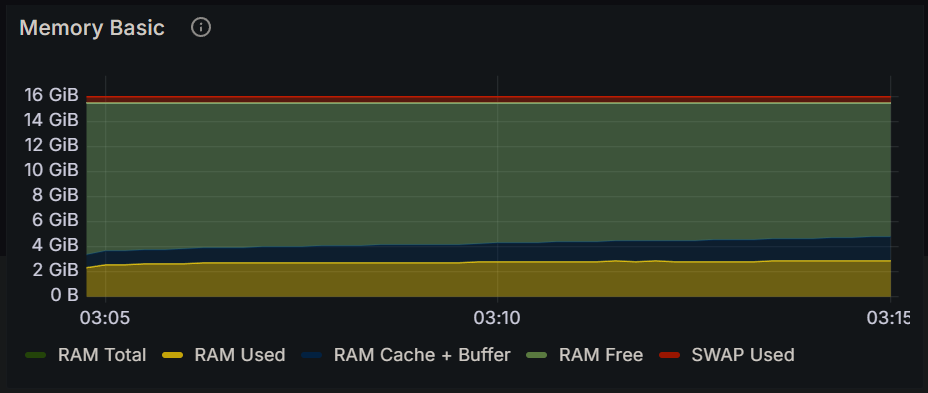 Memory Basic
16 GiB
14 GiB
12 GiB
10 GiB
8 GiB
6 GiB
4 GiB
2 GiB
0 B
03:05 03:10 03:15
RAM Total RAM Used RAM Cache + Buffer RAM Free SWAP Used